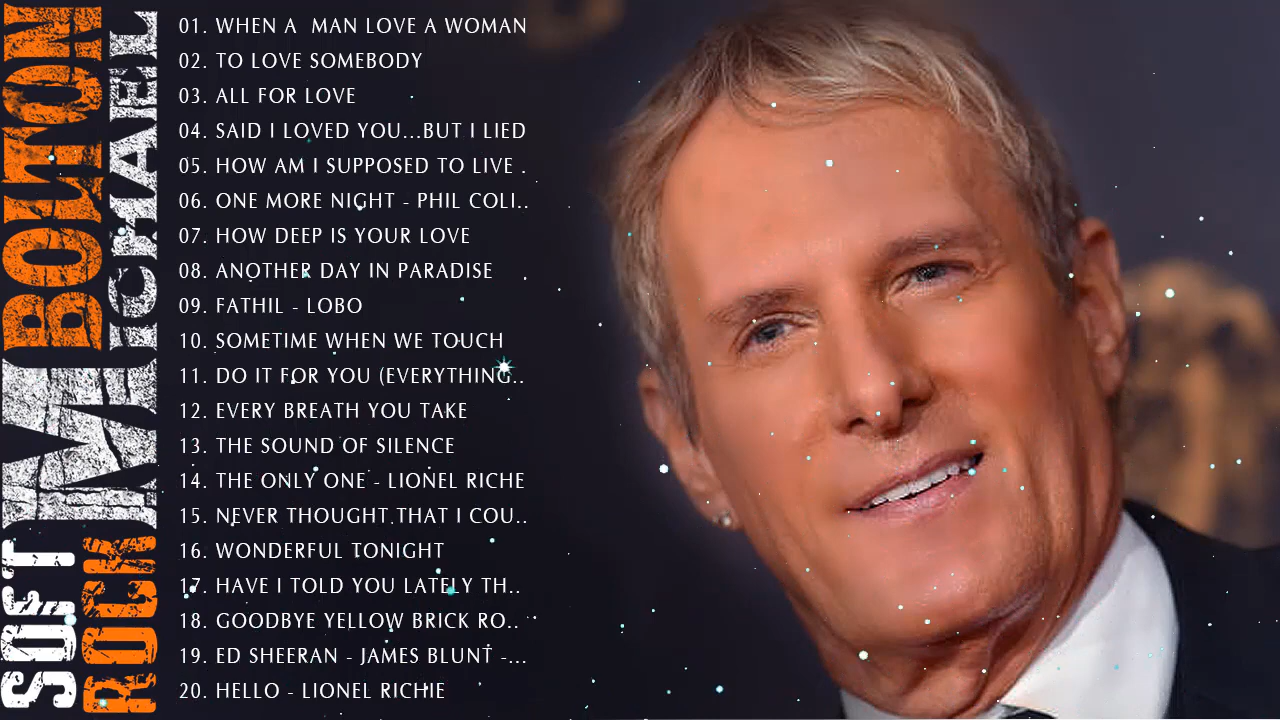 BOLTON
MICHAEL
SOFT
ROCK
01. WHEN A MAN LOVE A WOMAN
02. TO LOVE SOMEBODY
03. ALL FOR LOVE
04. SAID I LOVED YOU...BUT I LIED
05. HOW AM I SUPPOSED TO LIVE .
06. ONE MORE NIGHT - PHIL COLI..
07. HOW DEEP IS YOUR LOVE
08. ANOTHER DAY IN PARADISE
09. FATHIL - LOBO
10. SOMETIME WHEN WE TOUCH
11. DO IT FOR YOU (EVERYTHING..
12. EVERY BREATH YOU TAKE
13. THE SOUND OF SILENCE
14. THE ONLY ONE - LIONEL RICHE
15. NEVER THOUGHT THAT I COU..
16. WONDERFUL TONIGHT
17. HAVE I TOLD YOU LATELY TH..
18. GOODBYE YELLOW BRICK RO..
19. ED SHEERAN - JAMES BLUNT -...
20. HELLO - LIONEL RICHIE